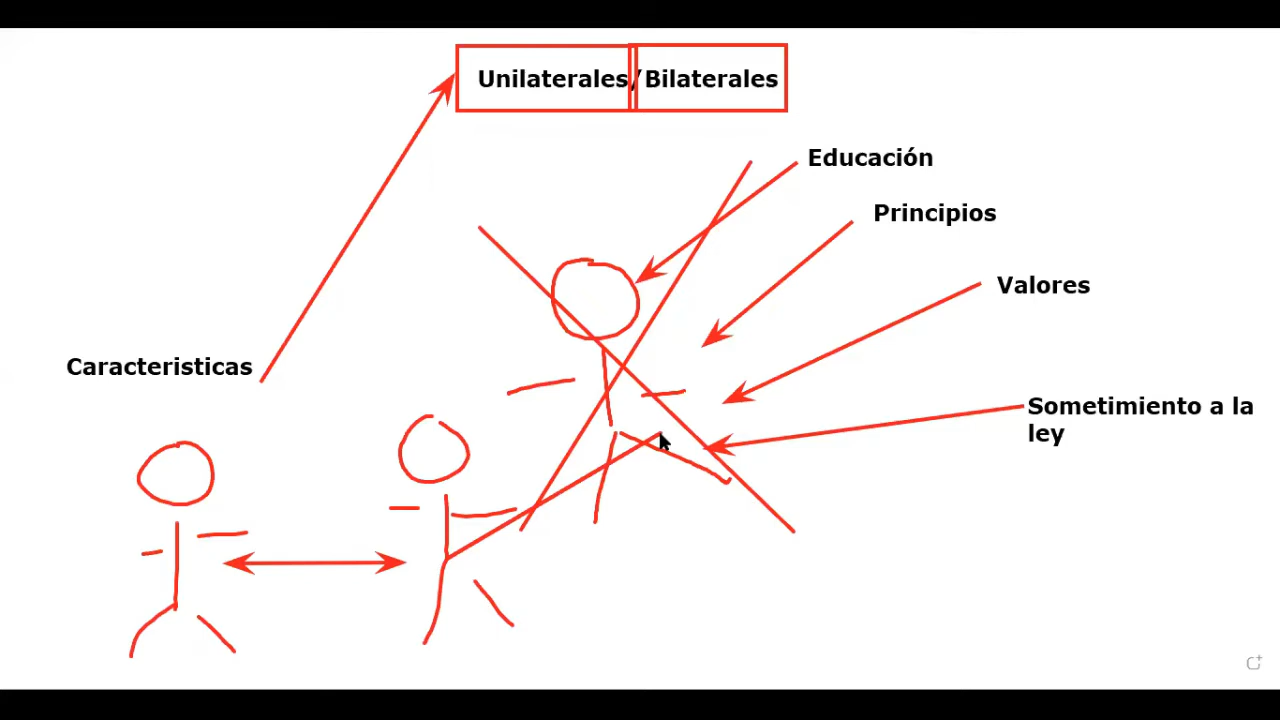 Unilaterales/Bilaterales
Educación
Principios
Valores
Caracteristicas
Sometimiento a la
ley